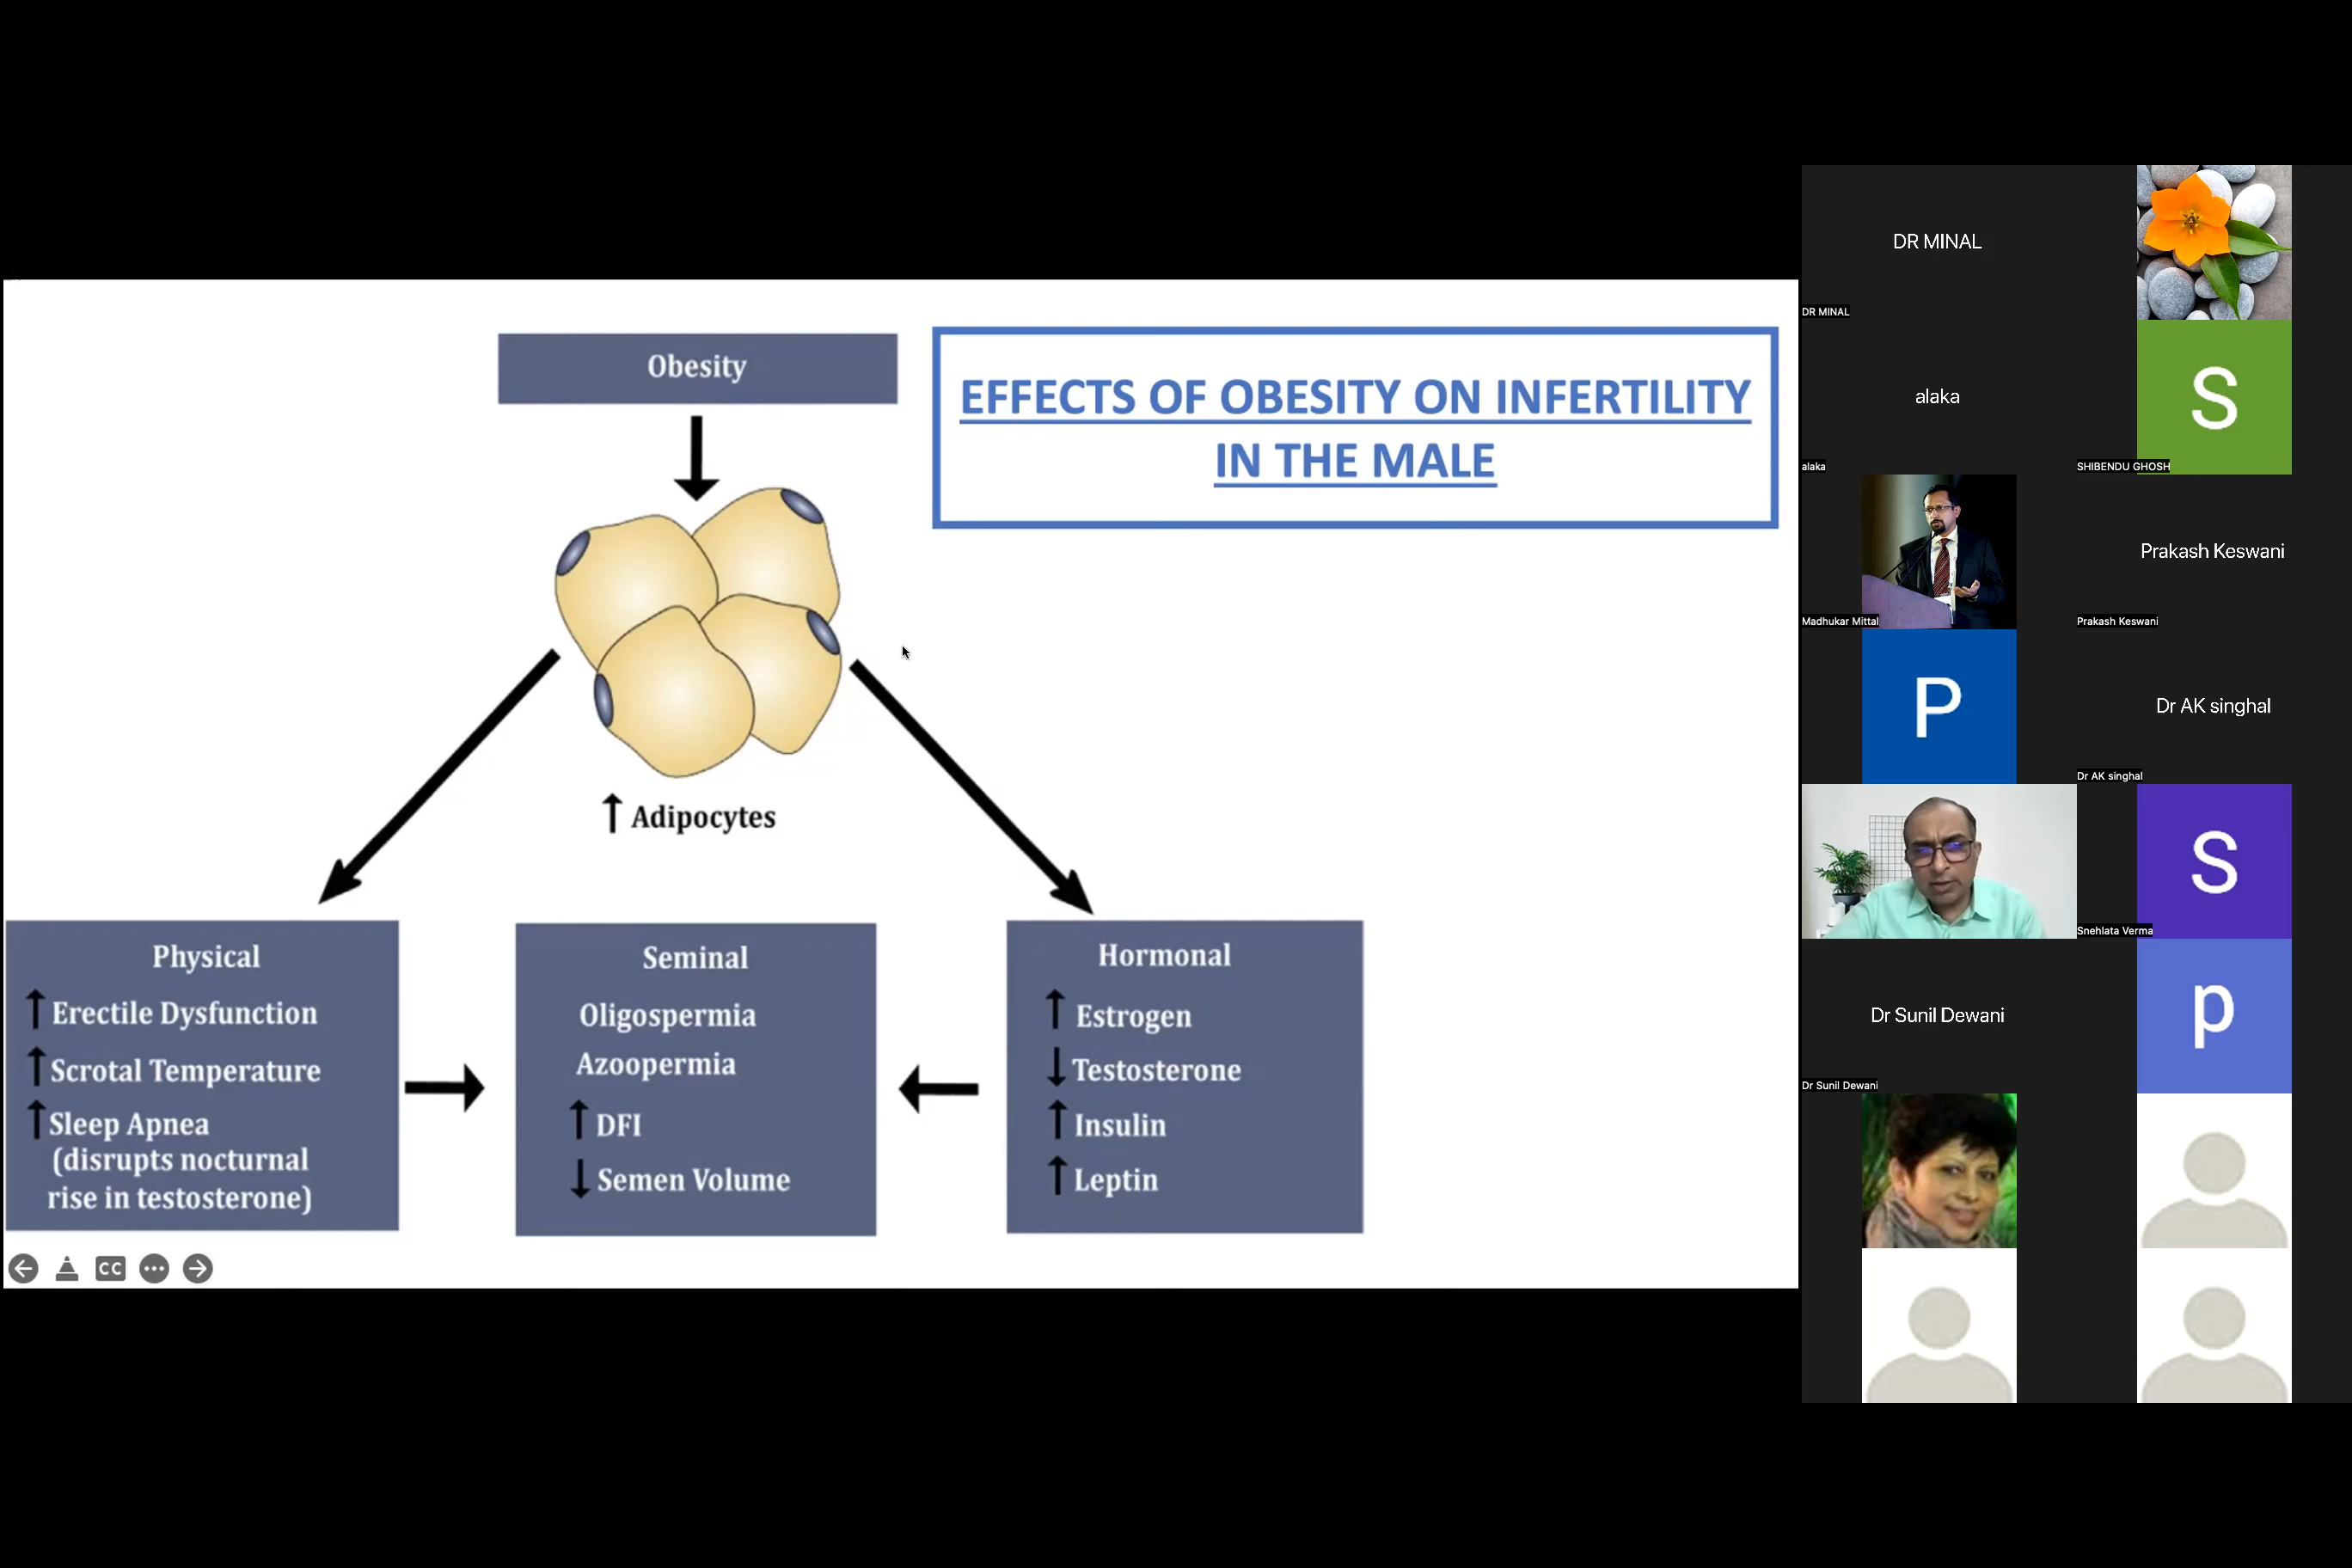 Obesity
EFFECTS OF OBESITY ON INFERTILITY
IN THE MALE
↑ Adipocytes
Physical
↑ Erectile Dysfunction
↑ Scrotal Temperature
↑ Sleep Apnea
(disrupts nocturnal
rise in testosterone)
Seminal
Oligospermia
Azoopermia
↑ DFI
↓ Semen Volume
Hormonal
↑ Estrogen
↓ Testosterone
↑ Insulin
↑ Leptin
CC
DR MINAL
DR MINAL
alaka
alaka
S
SHIBENDU GHOSH
Madhukar Mittal
Prakash Keswani
Prakash Keswani
P
Dr AK singhal
Dr AK singhal
S
Snehlata Verma
Dr Sunil Dewani
Dr Sunil Dewani
p